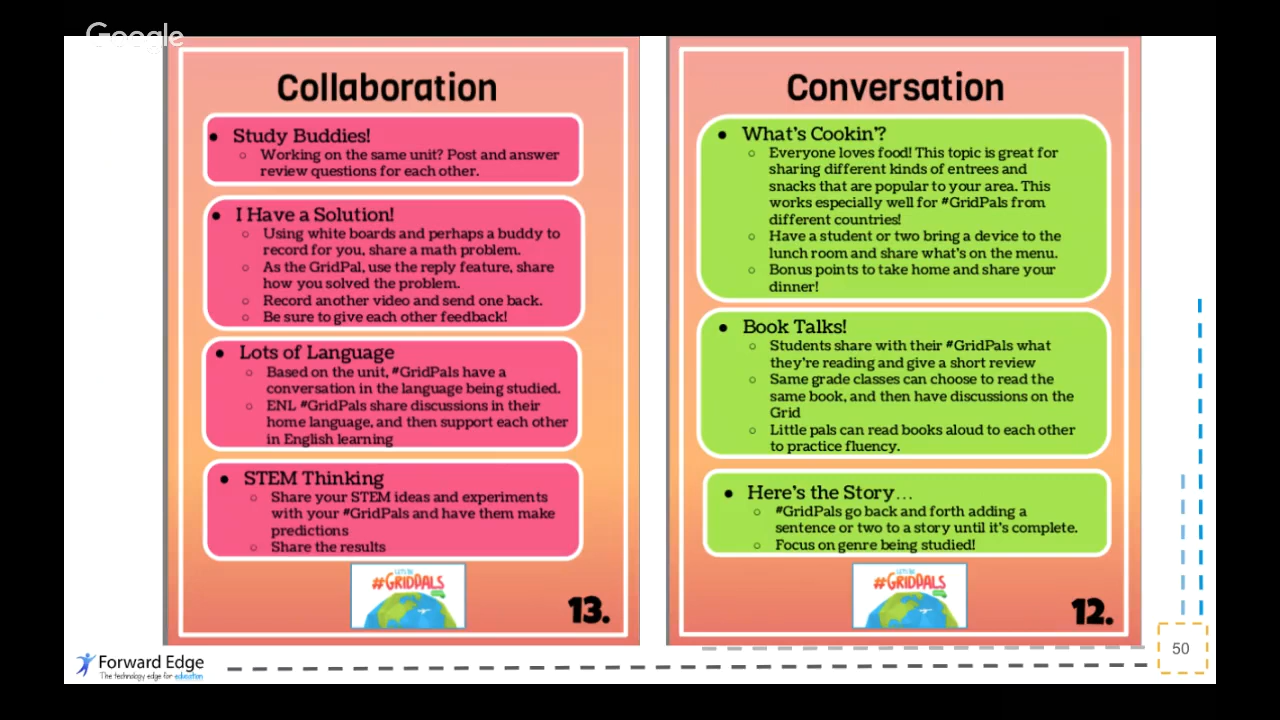 Google
Collaboration
• Study Buddies!
○ Working on the same unit? Post and answer
review questions for each other.
• I Have a Solution!
○ Using white boards and perhaps a buddy to
record for you, share a math problem.
○ As the GridPal, use the reply feature, share
how you solved the problem.
○ Record another video and send one back.
○ Be sure to give each other feedback!
• Lots of Language
○ Based on the unit, #GridPals have a
conversation in the language being studied.
○ ENL #GridPals share discussions in their
home language, and then support each other
in English learning
• STEM Thinking
○ Share your STEM ideas and experiments
with your #GridPals and have them make
predictions
○ Share the results
#GRIDPALS
13.
Conversation
• What's Cookin'?
○ Everyone loves food! This topic is great for
sharing different kinds of entrees and
snacks that are popular to your area. This
works especially well for #GridPals from
different countries!
○ Have a student or two bring a device to the
lunch room and share what's on the menu.
○ Bonus points to take home and share your
dinner!
• Book Talks!
○ Students share with their #GridPals what
they're reading and give a short review
○ Same grade classes can choose to read the
same book, and then have discussions on the
Grid
○ Little pals can read books aloud to each other
to practice fluency.
• Here's the Story...
○ #GridPals go back and forth adding a
sentence or two to a story until it's complete.
○ Focus on genre being studied!
#GRIDPALS
12.
Forward Edge
The technology edge for education
50